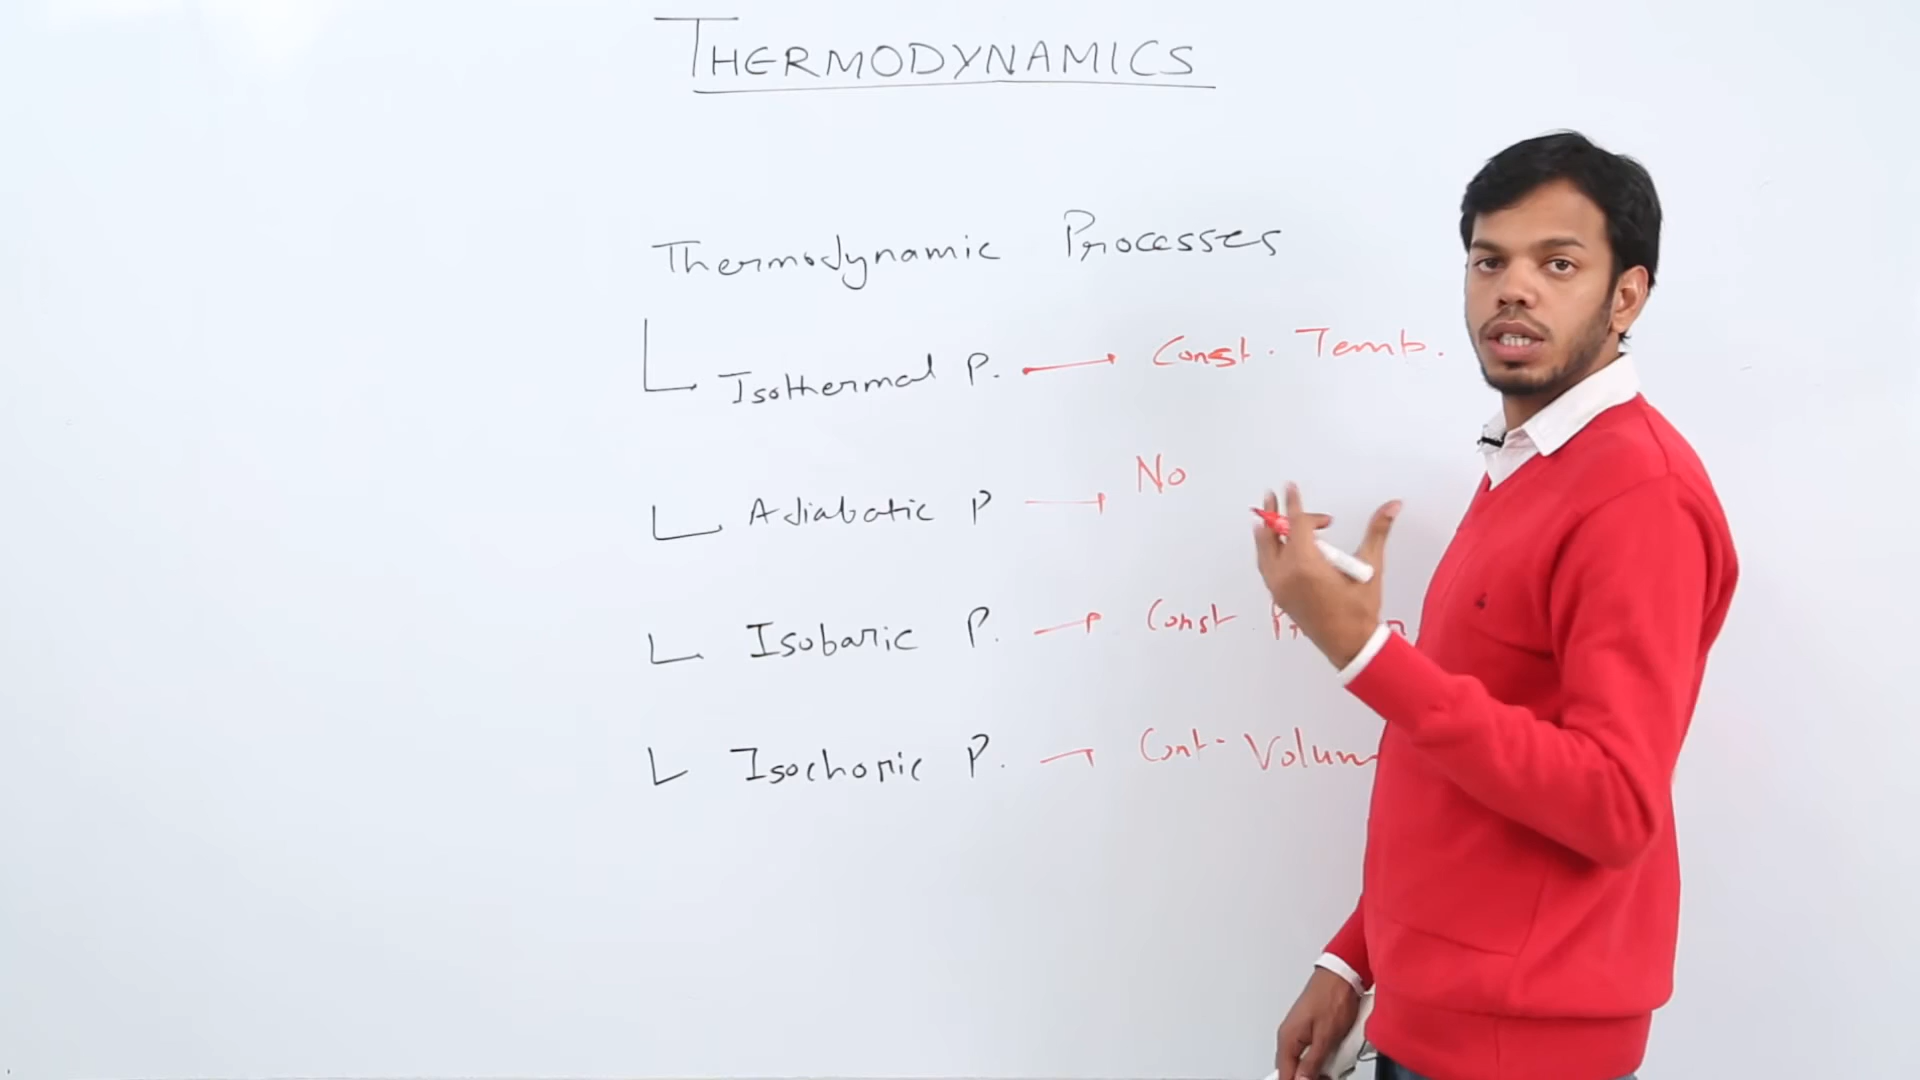 THERMODYNAMICS
Thermodynamic Processes
Isothermal P. → Const. Temp.
Adiabatic P → No
Isobaric P. → Const
Isochoric P. → Cont- Volum